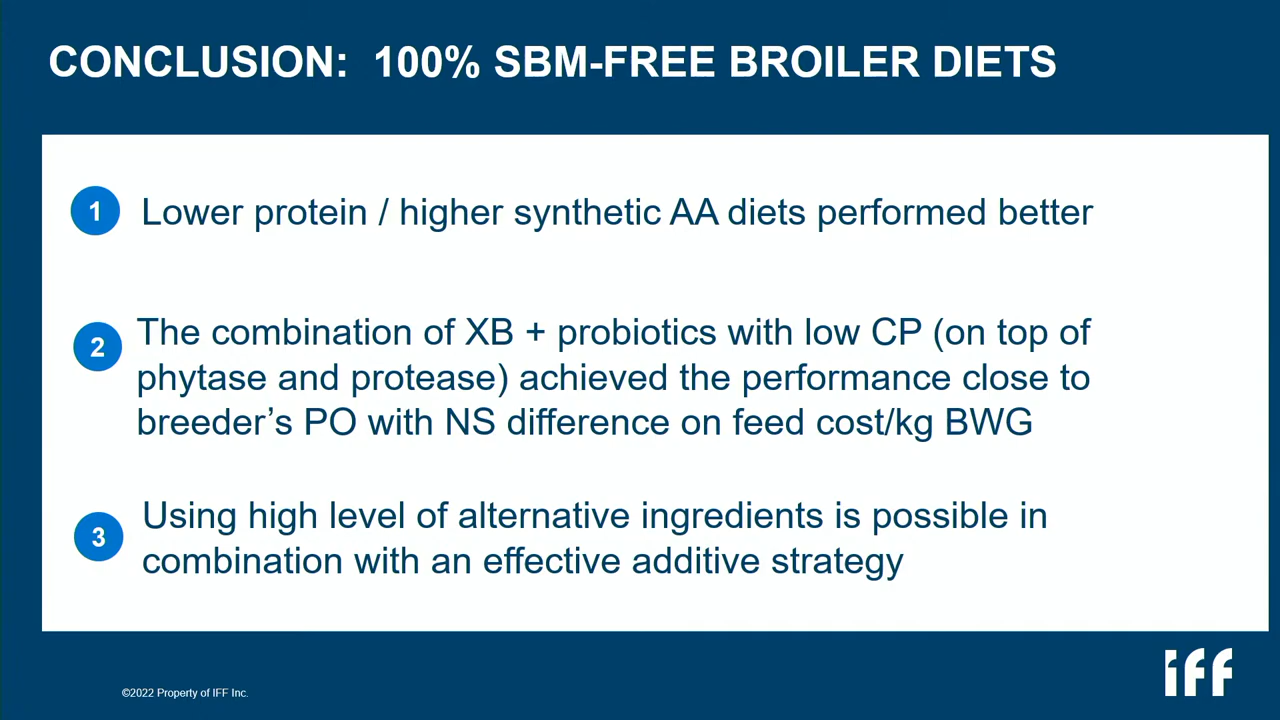 CONCLUSION: 100% SBM-FREE BROILER DIETS
1 Lower protein / higher synthetic AA diets performed better
2 The combination of XB + probiotics with low CP (on top of
phytase and protease) achieved the performance close to
breeder’s PO with NS difference on feed cost/kg BWG
3 Using high level of alternative ingredients is possible in
combination with an effective additive strategy
©2022 Property of IFF Inc.
iff